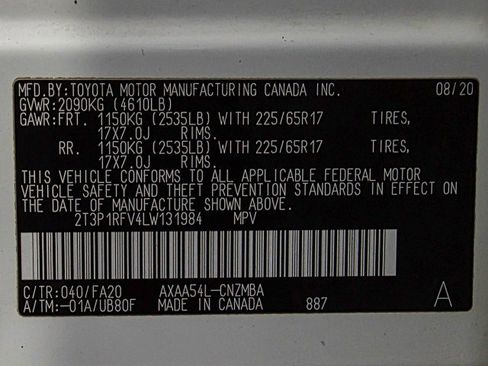 MFD.BY:TOYOTA MOTOR MANUFACTURING CANADA INC. 08/20
GVWR:2090KG (4610LB)
GAWR:FRT. 1150KG (2535LB) WITH 225/65R17 TIRES,
17X7.0J RIMS.
RR. 1150KG (2535LB) WITH 225/65R17 TIRES,
17X7.0J RIMS.
THIS VEHICLE CONFORMS TO ALL APPLICABLE FEDERAL MOTOR
VEHICLE SAFETY AND THEFT PREVENTION STANDARDS IN EFFECT
ON THE DATE OF MANUFACTURE SHOWN ABOVE.
2T3P1RFV4LW131984 MPV
C/TR:040/FA20 AXAA54L-CNZMBA
A/TM:-01A/UB80F MADE IN CANADA 887 A